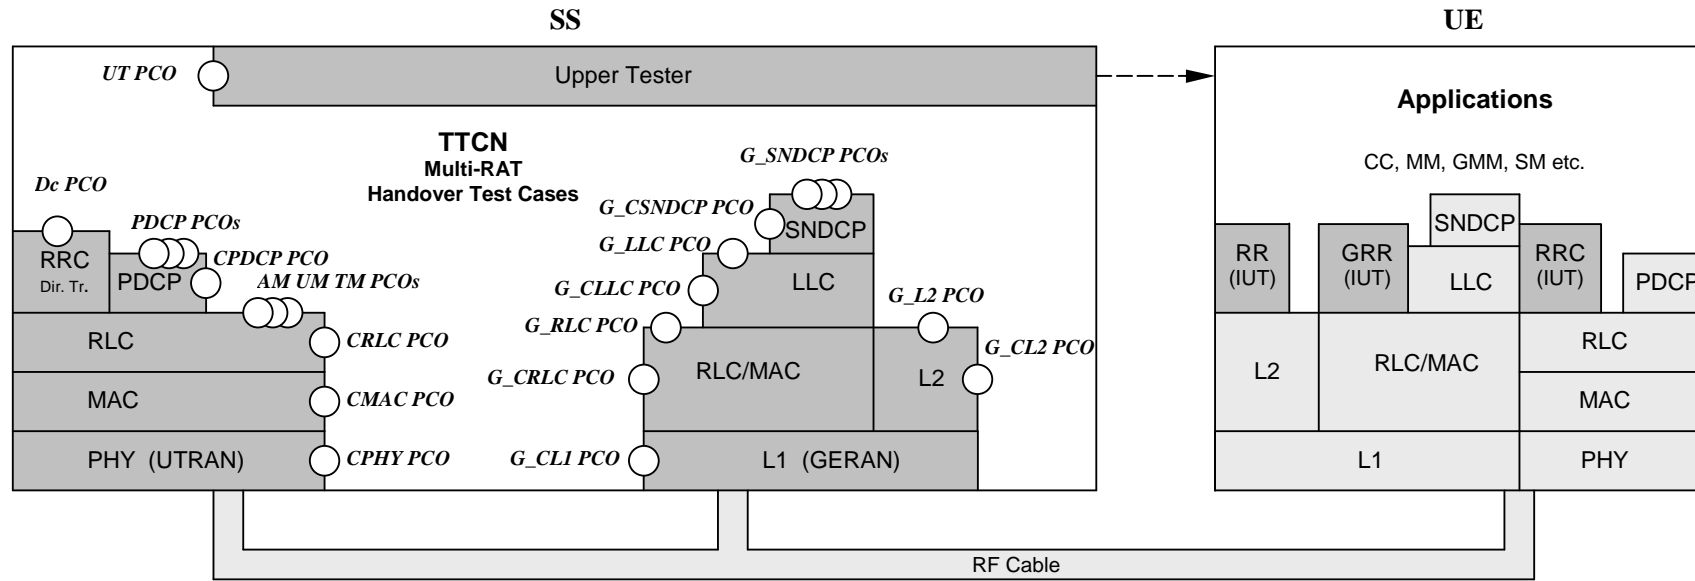 SS
UE
UT PCO
Upper Tester
Applications
TTCN
Multi-RAT
Handover Test Cases
G_SNDCP PCOs
CC, MM, GMM, SM etc.
Dc PCO
PDCP PCOs
G_CSNDCP PCO
SNDCP
SNDCP
CPDCP PCO
G_LLC PCO
RRC
Dir. Tr.
PDCP
AM UM TM PCOs
G_CLLC PCO
LLC
G_L2 PCO
RR
(IUT)
GRR
(IUT)
LLC
RRC
(IUT)
PDCP
G_RLC PCO
RLC
CRLC PCO
G_CL2 PCO
RLC
G_CRLC PCO
RLC/MAC
L2
L2
RLC/MAC
MAC
CMAC PCO
MAC
PHY (UTRAN)
CPHY PCO
G_CL1 PCO
L1 (GERAN)
L1
PHY
RF Cable